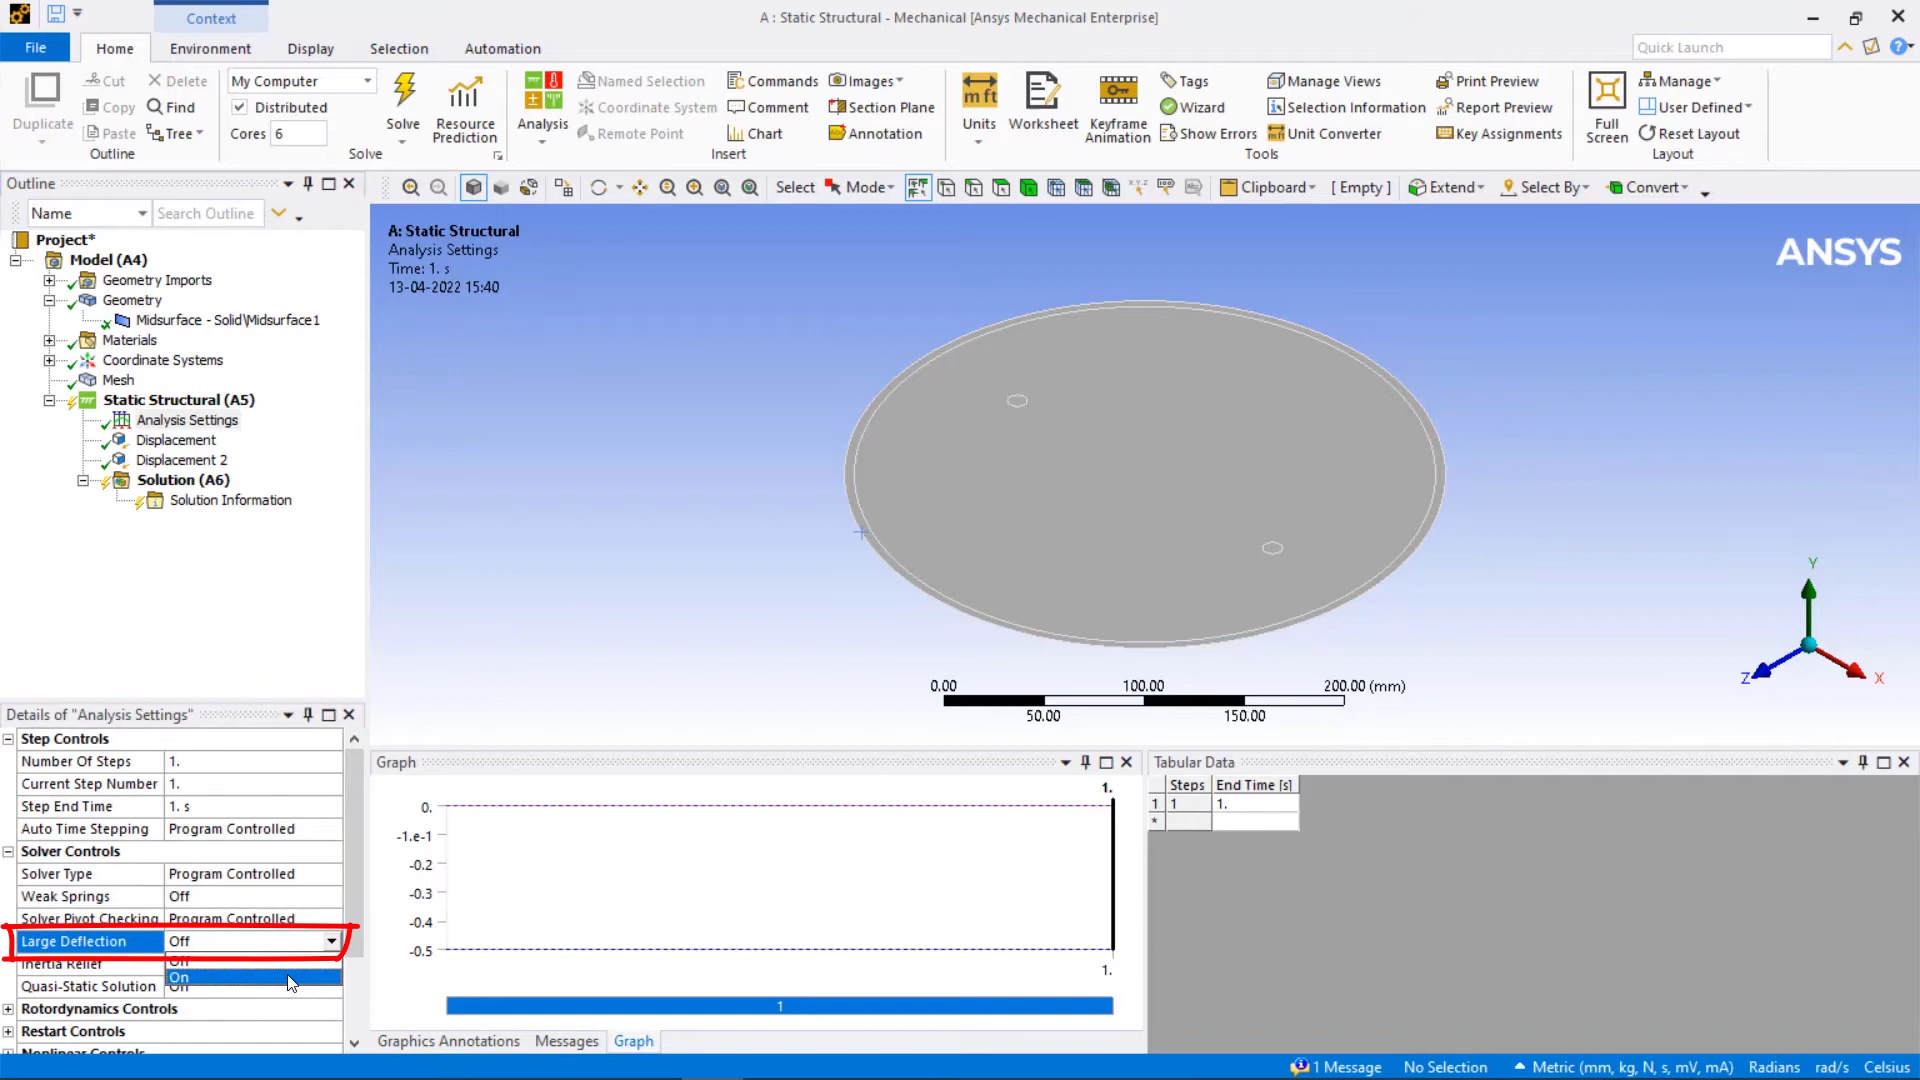 Context
A : Static Structural - Mechanical [Ansys Mechanical Enterprise]
File Home Environment Display Selection Automation
Quick Launch
Duplicate
Cut
Copy
Paste
Delete
Find
Tree
Outline
My Computer
Distributed
Cores 6
Solve
Resource
Prediction
Solve
Analysis
Named Selection
Coordinate System
Remote Point
Commands
Comment
Chart
Images
Section Plane
Annotation
Insert
Units
Worksheet
Keyframe
Animation
Tags
Wizard
Show Errors
Manage Views
Selection Information
Unit Converter
Print Preview
Report Preview
Key Assignments
Tools
Full
Screen
Manage
User Defined
Reset Layout
Layout
Outline
Name Search Outline
Select Mode Clipboard [ Empty ] Extend Select By Convert
Project*
Model (A4)
Geometry Imports
Geometry
Midsurface - Solid\Midsurface1
Materials
Coordinate Systems
Mesh
Static Structural (A5)
Analysis Settings
Displacement
Displacement 2
Solution (A6)
Solution Information
A: Static Structural
Analysis Settings
Time: 1. s
13-04-2022 15:40
ANSYS
0.00 100.00 200.00 (mm)
50.00 150.00
Y
Z X
Details of "Analysis Settings"
Step Controls
Number Of Steps 1.
Current Step Number 1.
Step End Time 1. s
Auto Time Stepping Program Controlled
Solver Controls
Solver Type Program Controlled
Weak Springs Off
Solver Pivot Checking Program Controlled
Large Deflection Off
Off
Inertia Relief
On
Quasi-Static Solution Off
Rotordynamics Controls
Restart Controls
Nonlinear Controls
Graph
1.
0.
-1.e-1
-0.2
-0.3
-0.4
-0.5
1.
1
Graphics Annotations Messages Graph
Tabular Data
Steps End Time [s]
1 1 1.
*
1 Message No Selection Metric (mm, kg, N, s, mV, mA) Radians rad/s Celsius